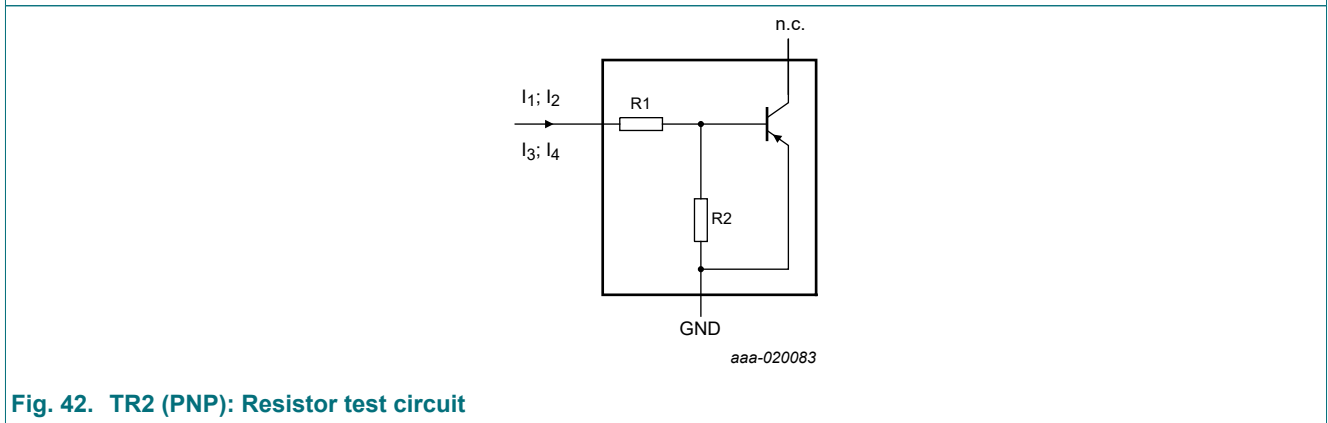 n.c.
I1; I2
R1
I3; I4
R2
GND
aaa-020083
Fig. 42. TR2 (PNP): Resistor test circuit